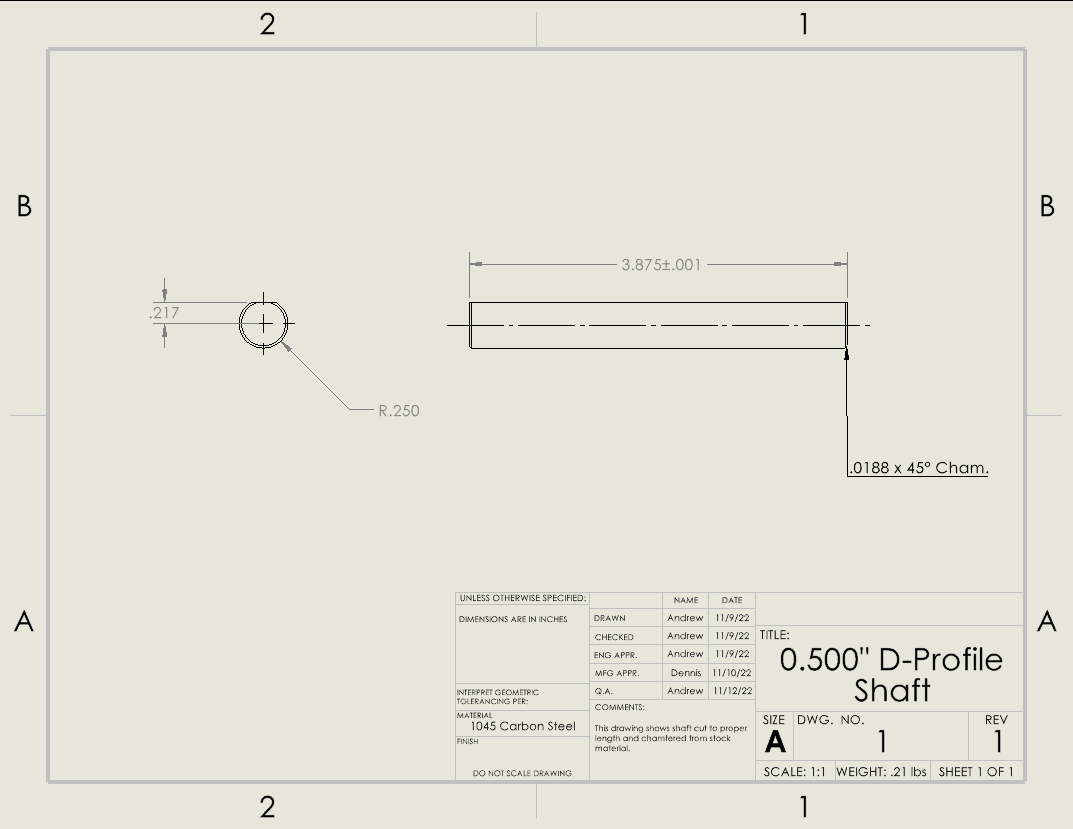 2 1
B B
3.875±.001
.217
R.250
.0188 x 45° Cham.
A A
UNLESS OTHERWISE SPECIFIED:
DIMENSIONS ARE IN INCHES
INTERPRET GEOMETRIC
TOLERANCING PER:
MATERIAL
1045 Carbon Steel
FINISH
DO NOT SCALE DRAWING
NAME DATE
DRAWN Andrew 11/9/22
CHECKED Andrew 11/9/22
ENG APPR. Andrew 11/9/22
MFG APPR. Dennis 11/10/22
Q.A. Andrew 11/12/22
COMMENTS:
This drawing shows shaft cut to proper
length and chamfered from stock
material.
TITLE:
0.500" D-Profile
Shaft
SIZE DWG. NO. REV
A 1 1
SCALE: 1:1 WEIGHT: .21 lbs SHEET 1 OF 1
2 1